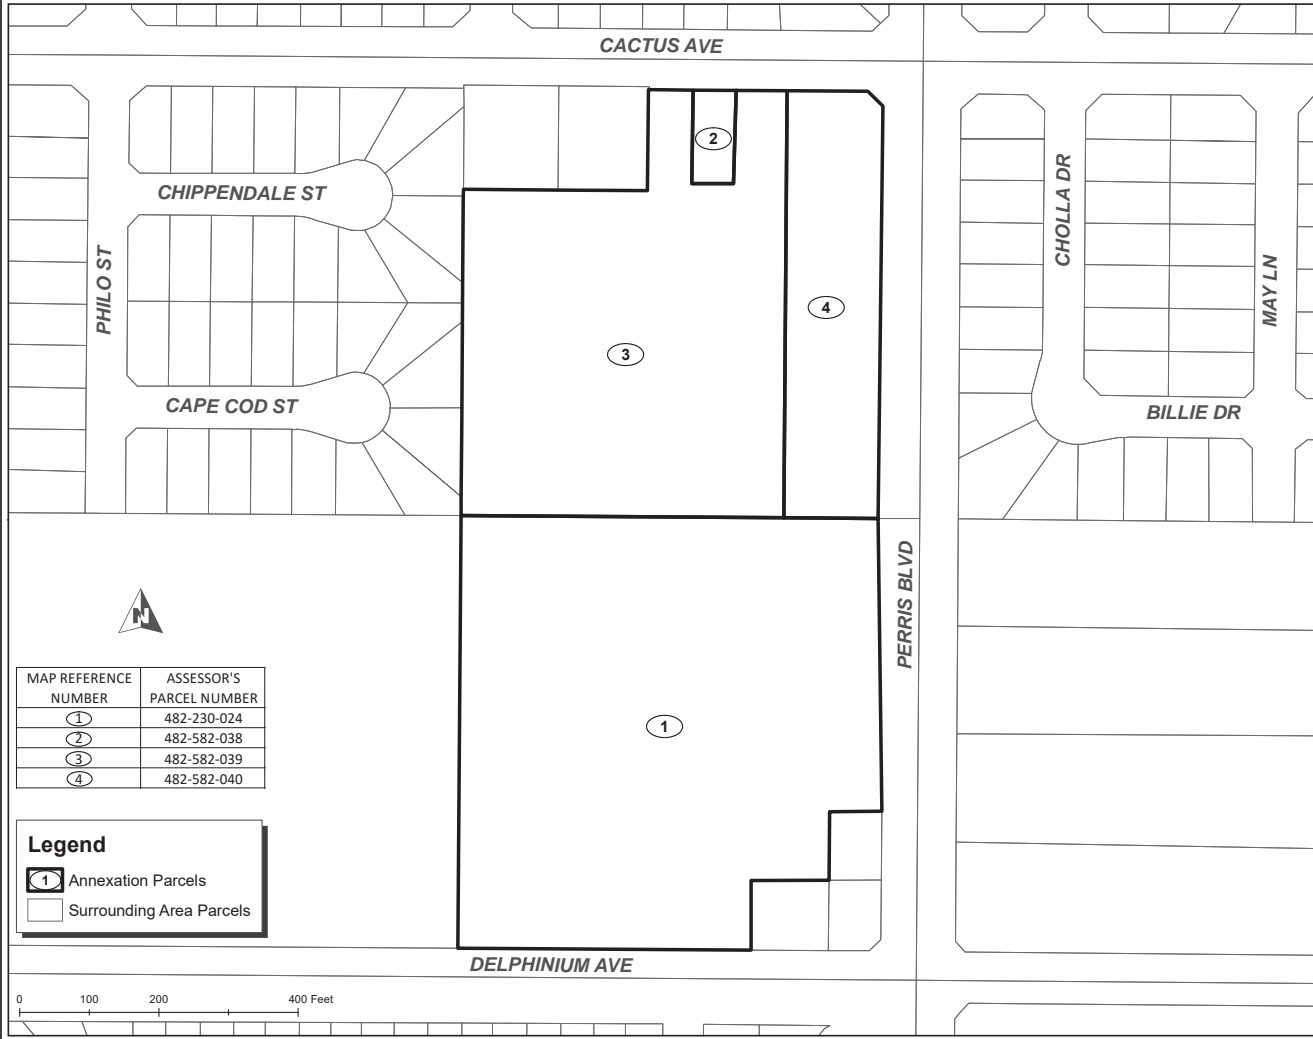 CACTUS AVE
2
CHIPPENDALE ST
CHOLLA DR
PHILO ST
MAY LN
4
3
CAPE COD ST
BILLIE DR
PERRIS BLVD
N
MAP REFERENCE NUMBER ASSESSOR'S PARCEL NUMBER
1 482-230-024
2 482-582-038
3 482-582-039
4 482-582-040
1
Legend
1 Annexation Parcels
Surrounding Area Parcels
DELPHINIUM AVE
0 100 200 400 Feet